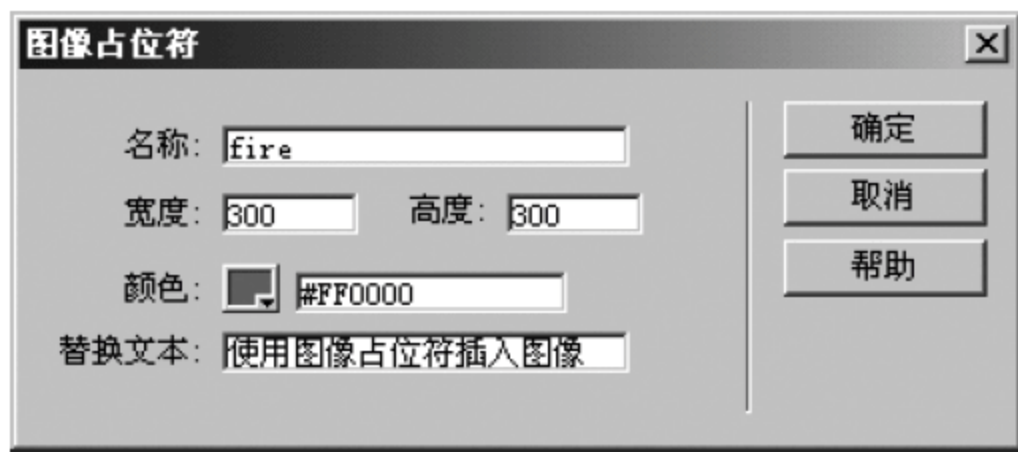 图像占位符
名称: fire
宽度: 300 高度: 300
颜色: #FF0000
替换文本: 使用图像占位符插入图像
确定
取消
帮助